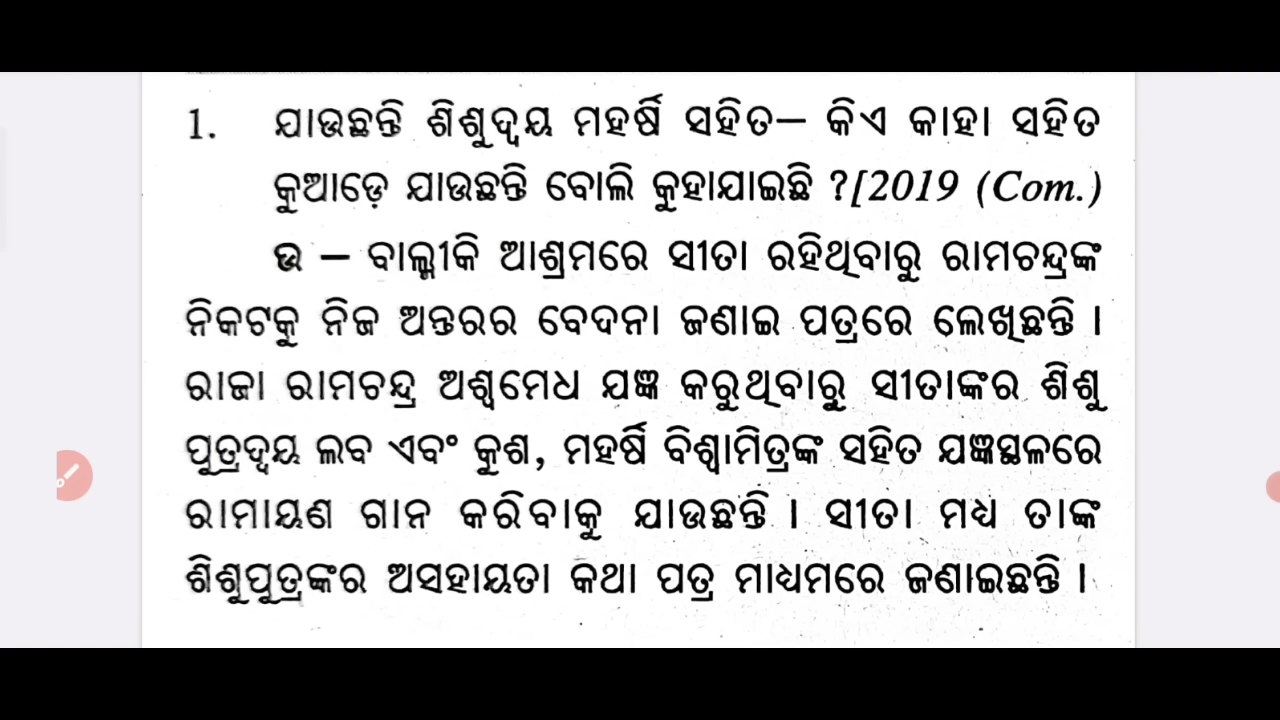 1. ଯାଉଛନ୍ତି ଶିଶୁଦ୍ୱୟ ମହର୍ଷି ସହିତ– କିଏ କାହା ସହିତ
କୁଆଡ଼େ ଯାଉଛନ୍ତି ବୋଲି କୁହାଯାଇଛି ?[2019 (Com.)
ଉ – ବାଲ୍ମୀକି ଆଶ୍ରମରେ ସୀତା ରହିଥିବାରୁ ରାମଚନ୍ଦ୍ରଙ୍କ
ନିକଟକୁ ନିଜ ଅନ୍ତରର ବେଦନା ଜଣାଇ ପତ୍ରରେ ଲେଖିଛନ୍ତି ।
ରାଜା ରାମଚନ୍ଦ୍ର ଅଶ୍ୱମେଧ ଯଜ୍ଞ କରୁଥିବାରୁ ସୀତାଙ୍କର ଶିଶୁ
ପୁତ୍ରଦ୍ୱୟ ଲବ ଏବଂ କୁଶ, ମହର୍ଷି ବିଶ୍ୱାମିତ୍ରଙ୍କ ସହିତ ଯଜ୍ଞସ୍ଥଳରେ
ରାମାୟଣ ଗାନ କରିବାକୁ ଯାଉଛନ୍ତି । ସୀତା ମଧ୍ୟ ତାଙ୍କ
ଶିଶୁପୁତ୍ରଙ୍କର ଅସହାୟତା କଥା ପତ୍ର ମାଧ୍ୟମରେ ଜଣାଇଛନ୍ତି ।